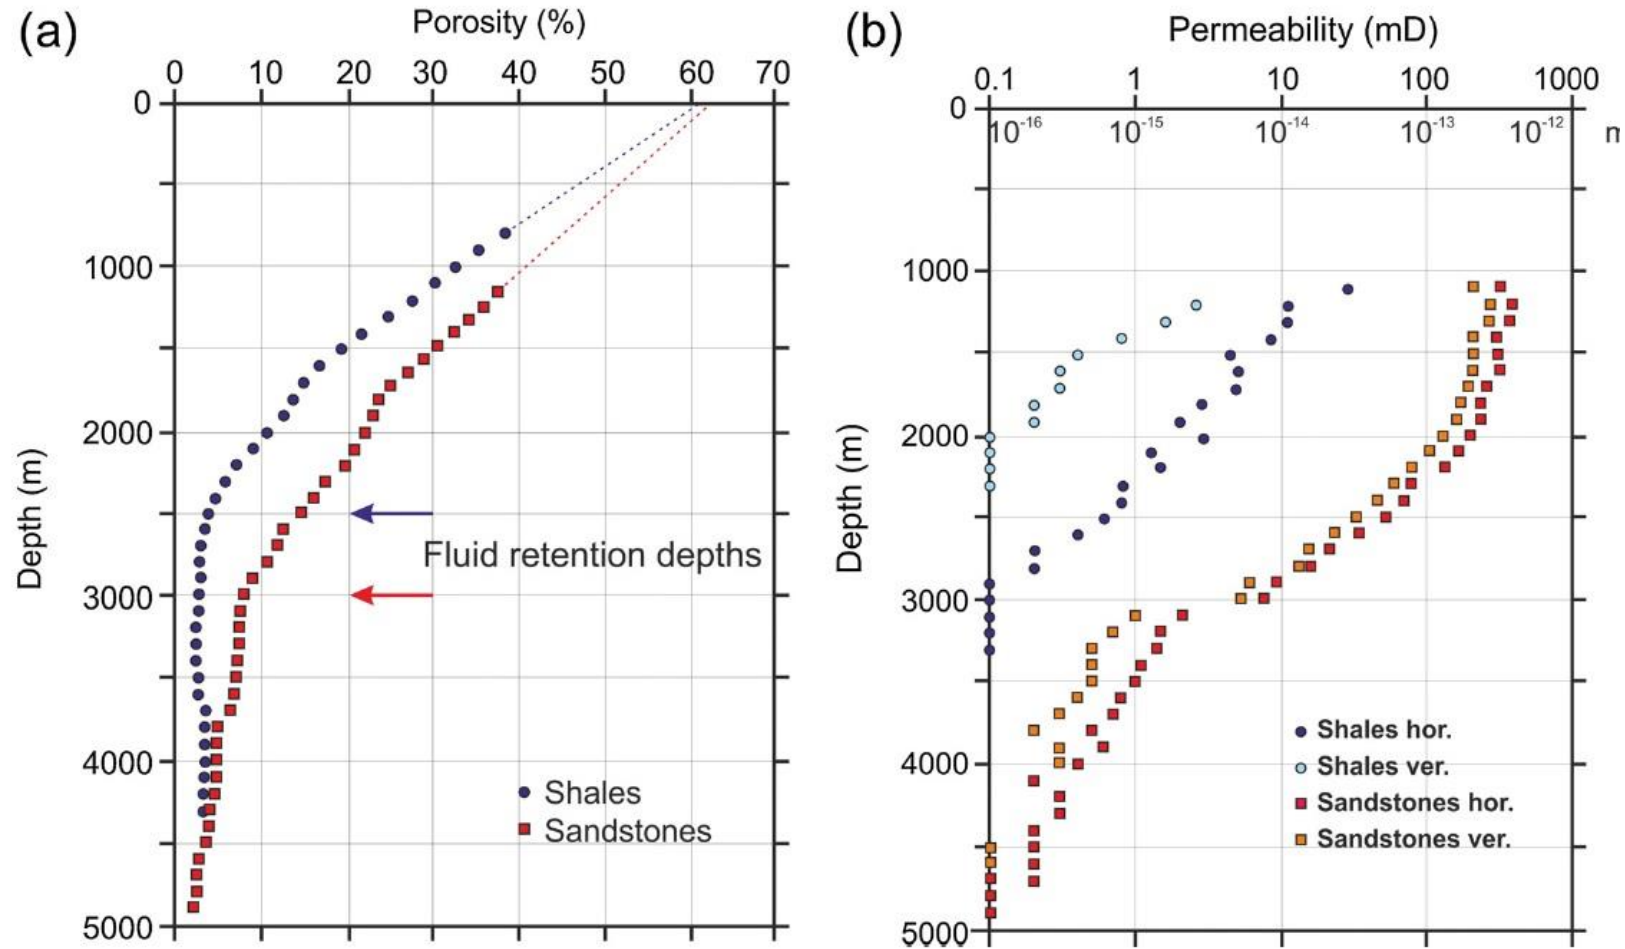 (a)
Porosity (%)
0 10 20 30 40 50 60 70
0
1000
2000
3000
4000
5000
Depth (m)
Fluid retention depths
Shales
Sandstones
(b)
Permeability (mD)
0.1 1 10 100 1000
10⁻¹⁶ 10⁻¹⁵ 10⁻¹⁴ 10⁻¹³ 10⁻¹²
0
1000
2000
3000
4000
5000
Depth (m)
Shales hor.
Shales ver.
Sandstones hor.
Sandstones ver.